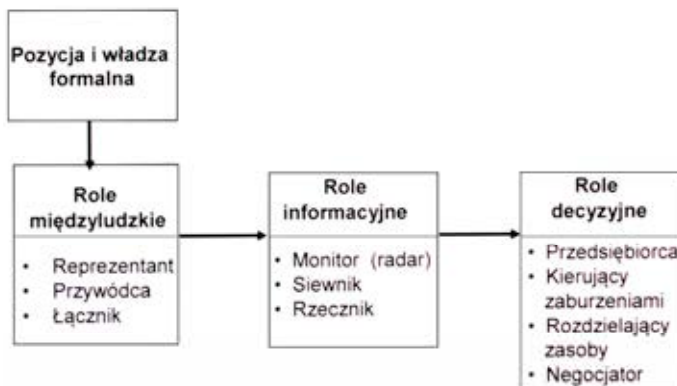 Pozycja i władza
formalna
Role
międzyludzkie
• Reprezentant
• Przywódca
• Łącznik
Role
informacyjne
• Monitor (radar)
• Siewnik
• Rzecznik
Role
decyzyjne
• Przedsiębiorca
• Kierujący
zaburzeniami
• Rozdzielający
zasoby
• Negocjator